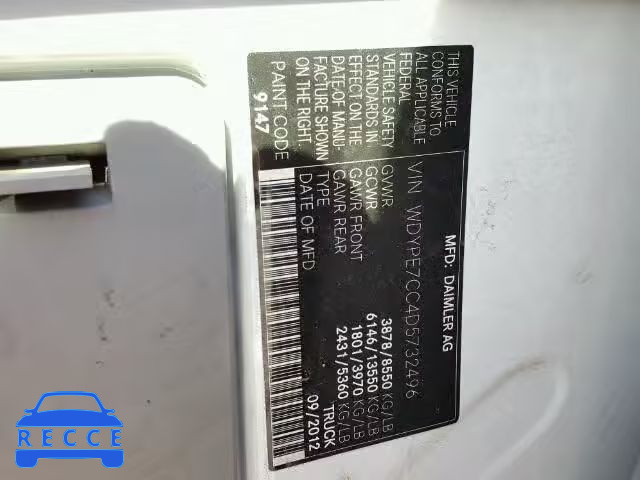 MFD: DAIMLER AG
THIS VEHICLE
CONFORMS TO
ALL APPLICABLE
FEDERAL
VEHICLE SAFETY
STANDARDS IN
EFFECT ON THE
DATE OF MANU-
FACTURE SHOWN
ON THE RIGHT.
PAINT CODE
9147
VIN WDYPE7CC4D5732496
GVWR 3878/8550 KG/LB
GCWR 6146/13550 KG/LB
GAWR FRONT 1801/3970 KG/LB
GAWR REAR 2431/5360 KG/LB
TYPE TRUCK
DATE OF MFD 09/2012
RECCE